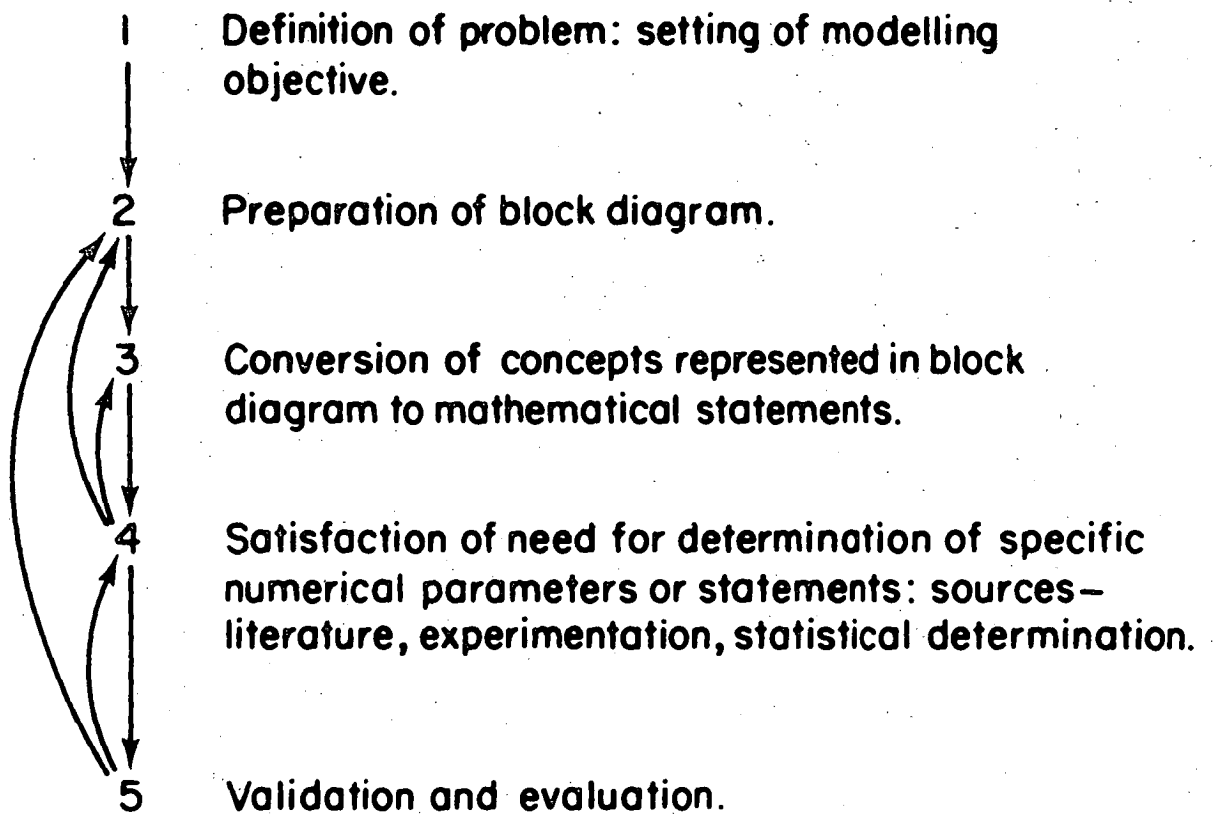 1 Definition of problem: setting of modelling
objective.
2 Preparation of block diagram.
3 Conversion of concepts represented in block
diagram to mathematical statements.
4 Satisfaction of need for determination of specific
numerical parameters or statements: sources–
literature, experimentation, statistical determination.
5 Validation and evaluation.